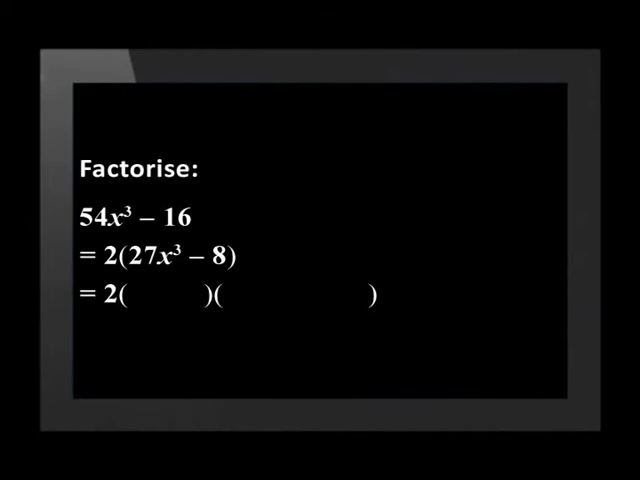 Factorise:
54x³ – 16
= 2(27x³ – 8)
= 2( )( )